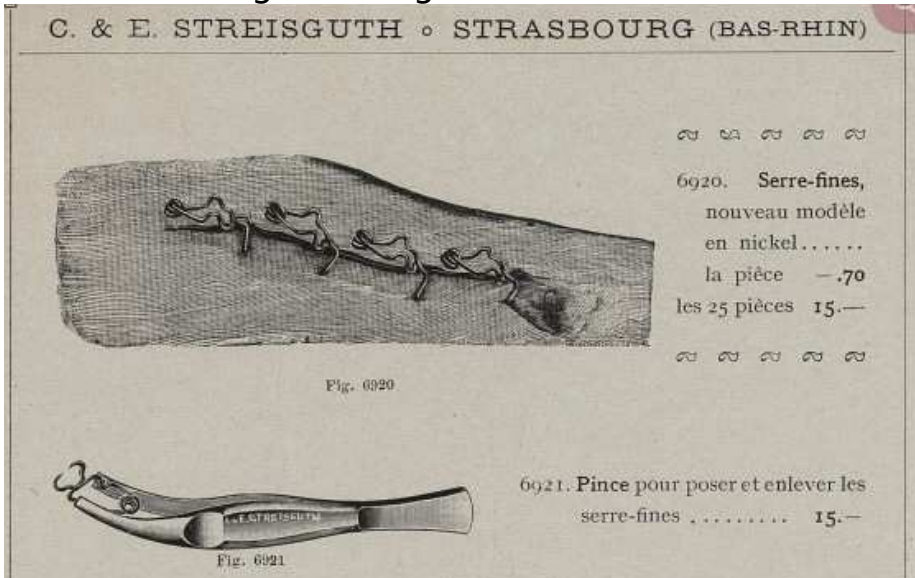 C. & E. STREISGUTH o STRASBOURG (BAS-RHIN)
6920. Serre-fines,
nouveau modèle
en nickel......
la pièce —.70
les 25 pièces 15.—
Fig. 6920
6921. Pince pour poser et enlever les
serre-fines ......... 15.—
C.&E. STREISGUTH
Fig. 6921